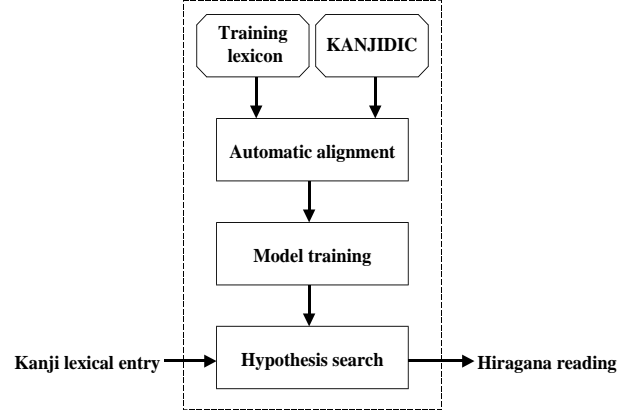 Training
lexicon
KANJIDIC
Automatic alignment
Model training
Kanji lexical entry
Hypothesis search
Hiragana reading